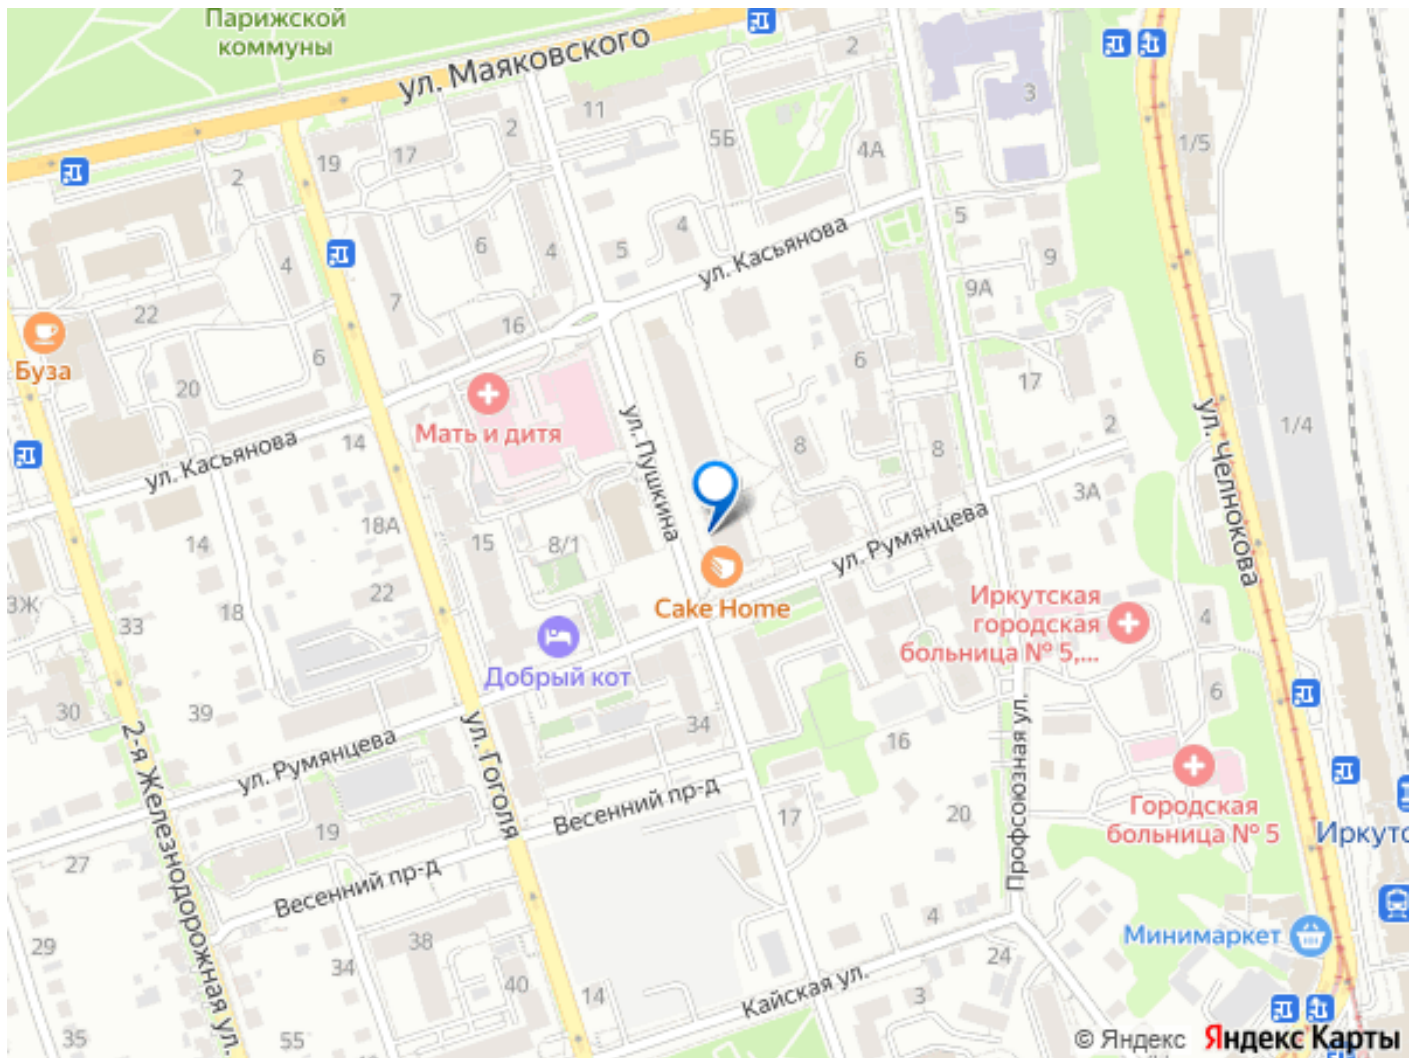 Парижской
коммуны
ул. Маяковского
2
11
2
5Б
3
19
17
4А
1/5
2
5
4
5
6
4
ул. Касьянова
9
4
9А
7
22
16
6
6
Буза
20
17
1/4
Мать и дитя
ул. Пушкина
2
14
8
8
ул. Касьянова
ул. Челнокова
3А
18А
ул. Румянцева
14
15
8/1
22
Cake Home
Иркутская
городская
больница № 5,...
3Ж
18
33
4
Добрый кот
6
30
39
34
16
ул. Гоголя
2-я Железнодорожная ул.
ул. Румянцева
Профсоюзная ул.
Весенний пр-д
17
20
Городская
больница № 5
19
Иркутс
27
Весенний пр-д
4
Минимаркет
29
38
34
24
40
14
Кайская ул.
3
35
55
© Яндекс Яндекс Карты